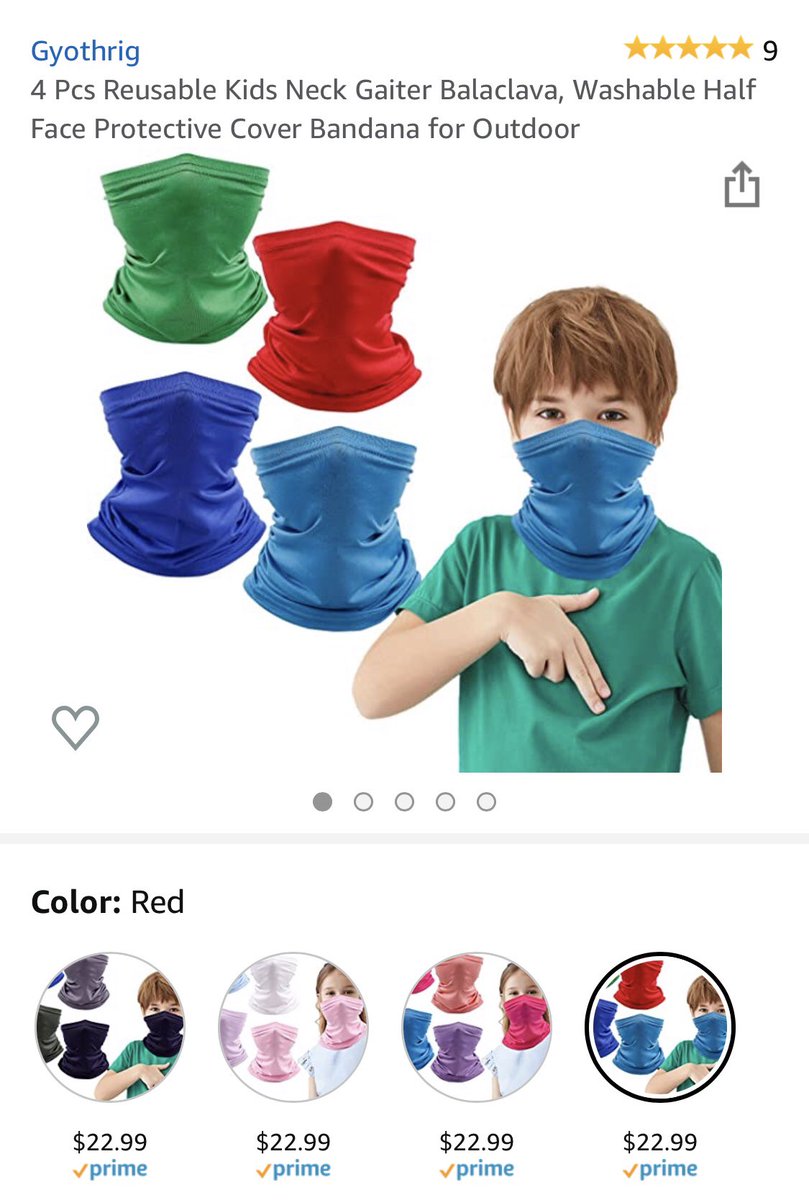 Gyothrig
9
4 Pcs Reusable Kids Neck Gaiter Balaclava, Washable Half
Face Protective Cover Bandana for Outdoor
Color: Red
$22.99 $22.99 $22.99 $22.99
prime prime prime prime